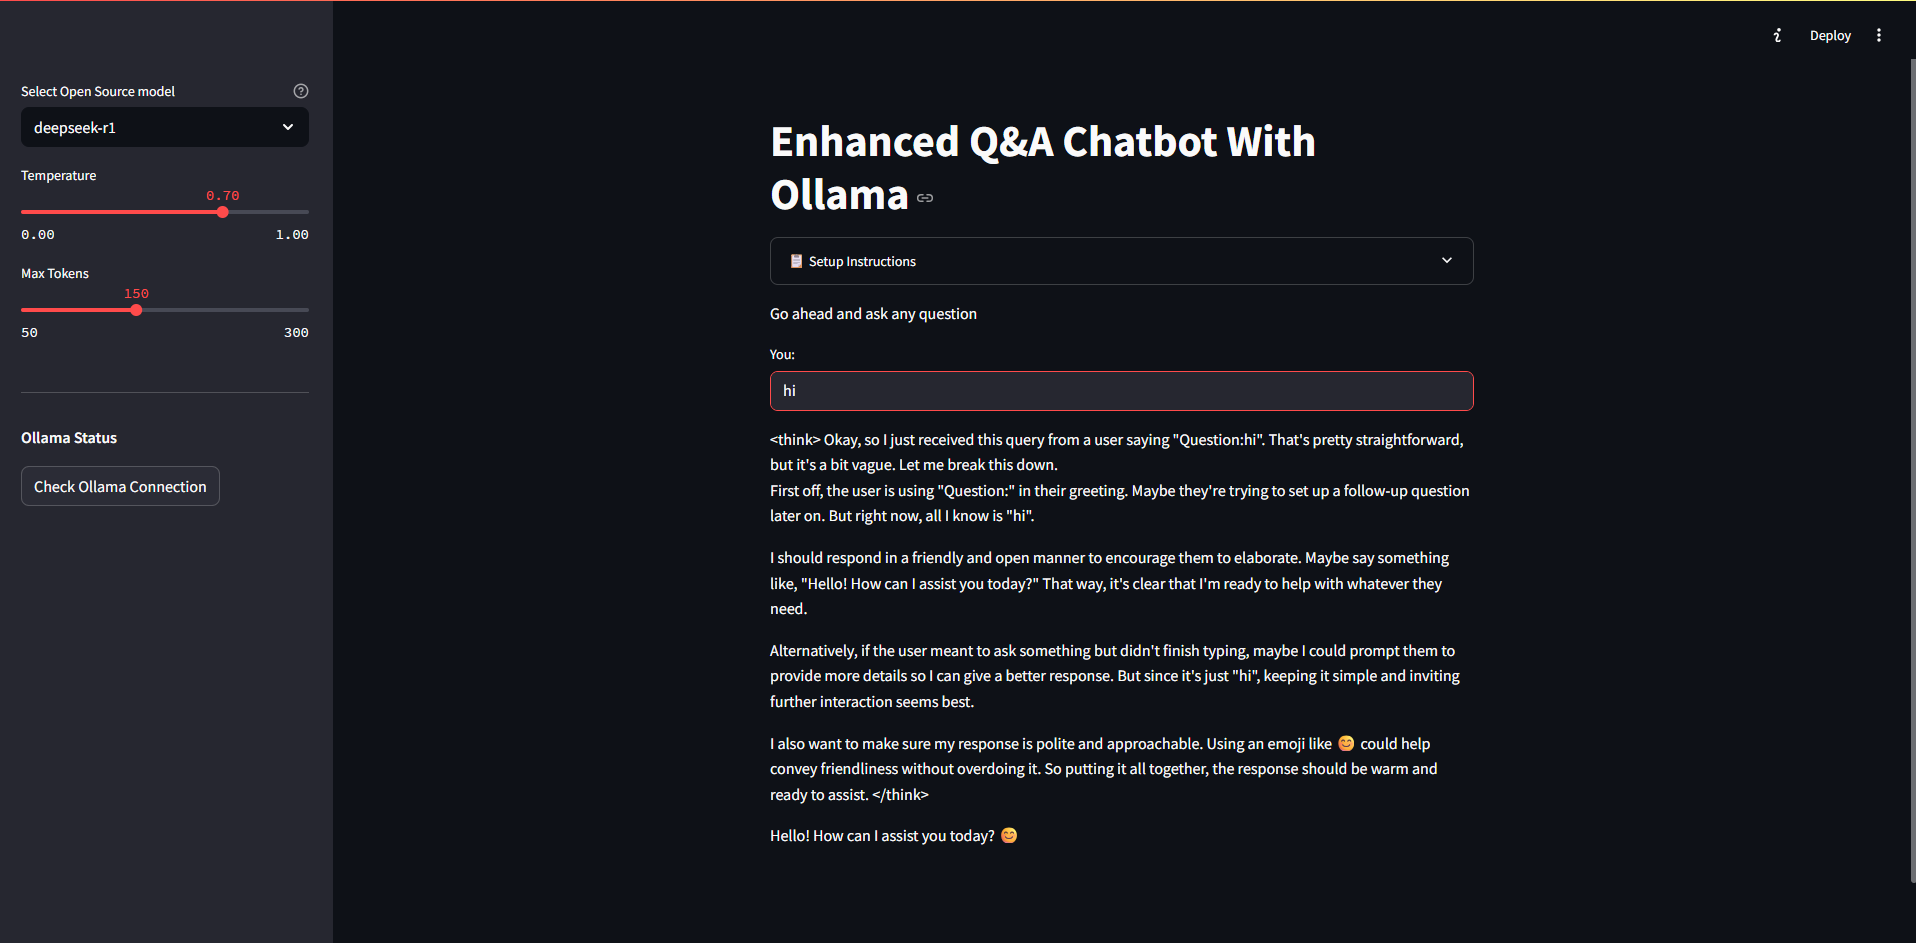 Deploy
Select Open Source model
deepseek-r1
Temperature
0.70
0.00 1.00
Max Tokens
150
50 300
Ollama Status
Check Ollama Connection
Enhanced Q&A Chatbot With
Ollama
📋 Setup Instructions
Go ahead and ask any question
You:
hi
<think> Okay, so I just received this query from a user saying "Question:hi". That's pretty straightforward,
but it's a bit vague. Let me break this down.
First off, the user is using "Question:" in their greeting. Maybe they're trying to set up a follow-up question
later on. But right now, all I know is "hi".
I should respond in a friendly and open manner to encourage them to elaborate. Maybe say something
like, "Hello! How can I assist you today?" That way, it's clear that I'm ready to help with whatever they
need.
Alternatively, if the user meant to ask something but didn't finish typing, maybe I could prompt them to
provide more details so I can give a better response. But since it's just "hi", keeping it simple and inviting
further interaction seems best.
I also want to make sure my response is polite and approachable. Using an emoji like 😊 could help
convey friendliness without overdoing it. So putting it all together, the response should be warm and
ready to assist. </think>
Hello! How can I assist you today? 😊